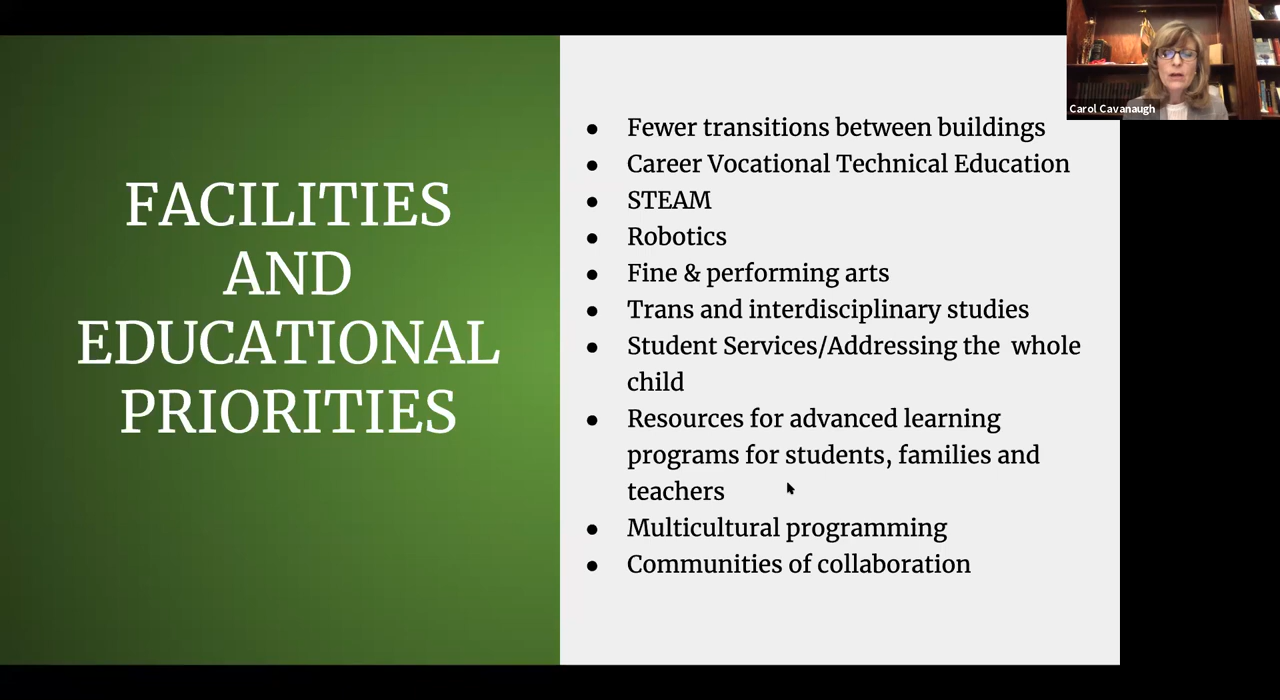 FACILITIES
AND
EDUCATIONAL
PRIORITIES
● Fewer transitions between buildings
● Career Vocational Technical Education
● STEAM
● Robotics
● Fine & performing arts
● Trans and interdisciplinary studies
● Student Services/Addressing the  whole
child
● Resources for advanced learning
programs for students, families and
teachers
● Multicultural programming
● Communities of collaboration
Carol Cavanaugh